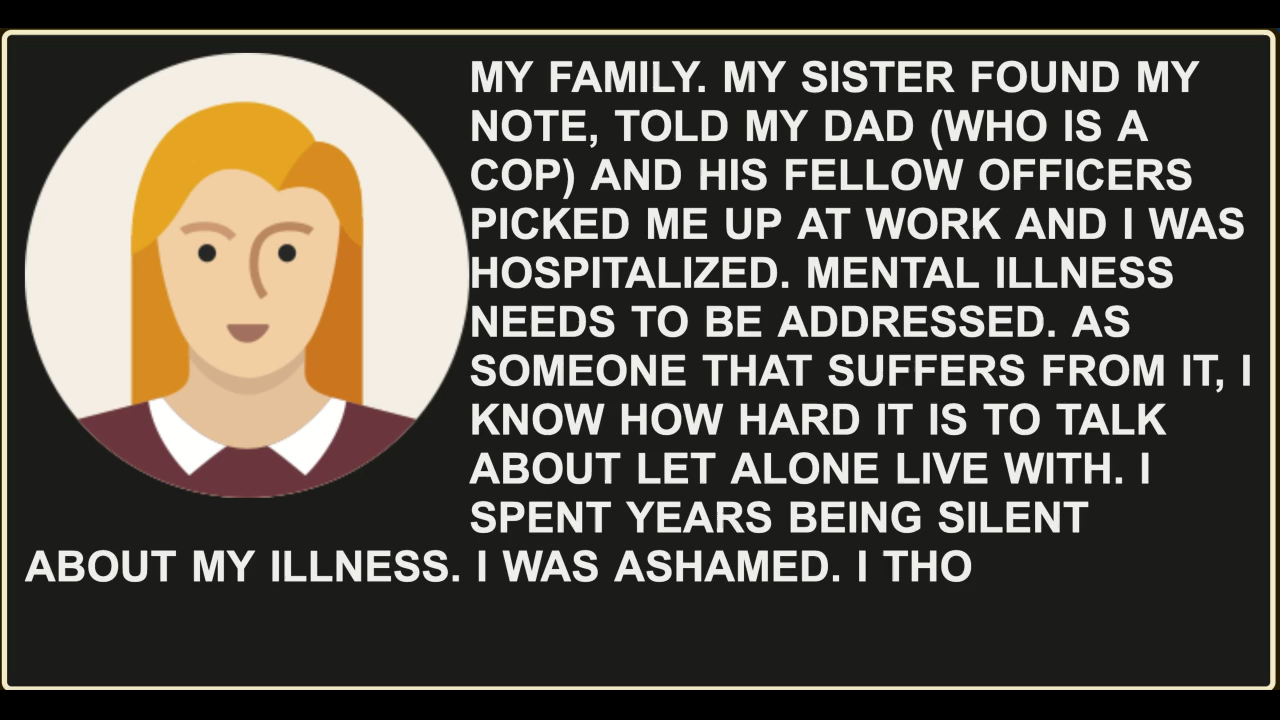 MY FAMILY. MY SISTER FOUND MY
NOTE, TOLD MY DAD (WHO IS A
COP) AND HIS FELLOW OFFICERS
PICKED ME UP AT WORK AND I WAS
HOSPITALIZED. MENTAL ILLNESS
NEEDS TO BE ADDRESSED. AS
SOMEONE THAT SUFFERS FROM IT, I
KNOW HOW HARD IT IS TO TALK
ABOUT LET ALONE LIVE WITH. I
SPENT YEARS BEING SILENT
ABOUT MY ILLNESS. I WAS ASHAMED. I THO